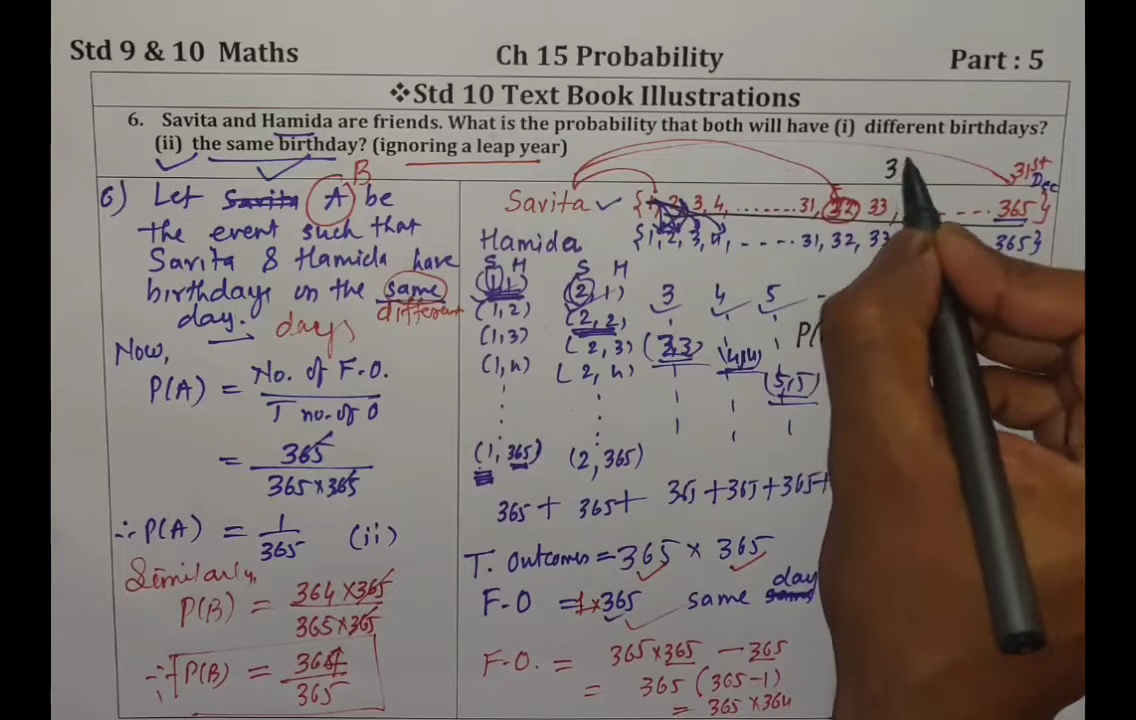 Std 9 & 10 Maths Ch 15 Probability Part : 5
❖Std 10 Text Book Illustrations
6. Savita and Hamida are friends. What is the probability that both will have (i) different birthdays?
(ii) the same birthday? (ignoring a leap year)
3
31st
Dec
B
6) Let Savita A be
the event such that
Savita & Hamida have
birthdays on the same
different
day. days
Now,
P(A) = No. of F.O.
T no. of O
= 365
365 × 365
∴ P(A) = 1
365 (ii)
Similarly,
P(B) = 364 × 365
365 × 365
∴ P(B) = 364
365
Savita {1, 2, 3, 4, ....... 31, 32, 33, ..... 365}
Hamida {1, 2, 3, 4, - ... 31, 32, 33 365}
S H S H
(1,1) (2,1) 3 4 5 -
(1,2) (2,2)
(1,3) (2,3) (3,3) (4,4) P(
(1,4) (2,4) (5,5)
(1,365) (2,365)
365 + 365 + 365 + 365 + 365 +
T. Outcomes = 365 × 365
F-O = 1×365 same same day
F-O. = 365×365 — 365
= 365 (365-1)
= 365 × 364